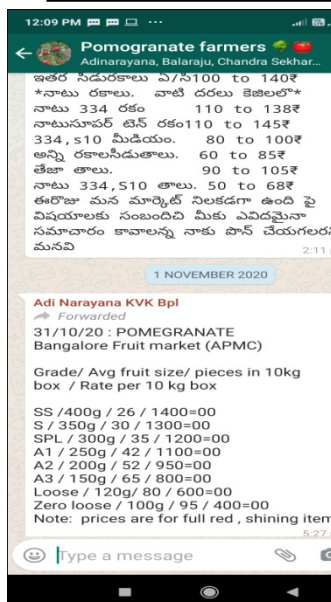 12:09 PM
Pomogranate farmers
Adinarayana, Balaraju, Chandra Sekhar...
ఇతర సీడురకాలు ఏ/సి100 to 140₹
*నాటు రకాలు. వాటి దరలు కెజిలలో*
నాటు 334 రకం 110 to 138₹
నాటుసూపర్ టెన్ రకం110 to 145₹
334, s10 మీడియం. 80 to 100₹
అన్ని రకాలసీడుతాలు. 60 to 85₹
తేజా తాలు. 90 to 105₹
నాటు 334,S10 తాలు. 50 to 68₹
ఈరోజు మన మార్కెట్ నిలకడగా ఉంది పై
విషయాలకు సంబందిచి మీకు ఎవిదమైనా
సమాచారం కావాలన్న నాకు పొన్ చేయగలరని
మనవి
2:11
1 NOVEMBER 2020
Adi Narayana KVK Bpl
Forwarded
31/10/20 : POMEGRANATE
Bangalore Fruit market (APMC)
Grade/ Avg fruit size/ pieces in 10kg
box / Rate per 10 kg box
SS /400g / 26 / 1400=00
S / 350g / 30 / 1300=00
SPL / 300g / 35 / 1200=00
A1 / 250g / 42 / 1100=00
A2 / 200g / 52 / 950=00
A3 / 150g / 65 / 800=00
Loose / 120g/ 80 / 600=00
Zero loose / 100g / 95 / 400=00
Note:  prices are for full red , shining item
5:27
Type a message